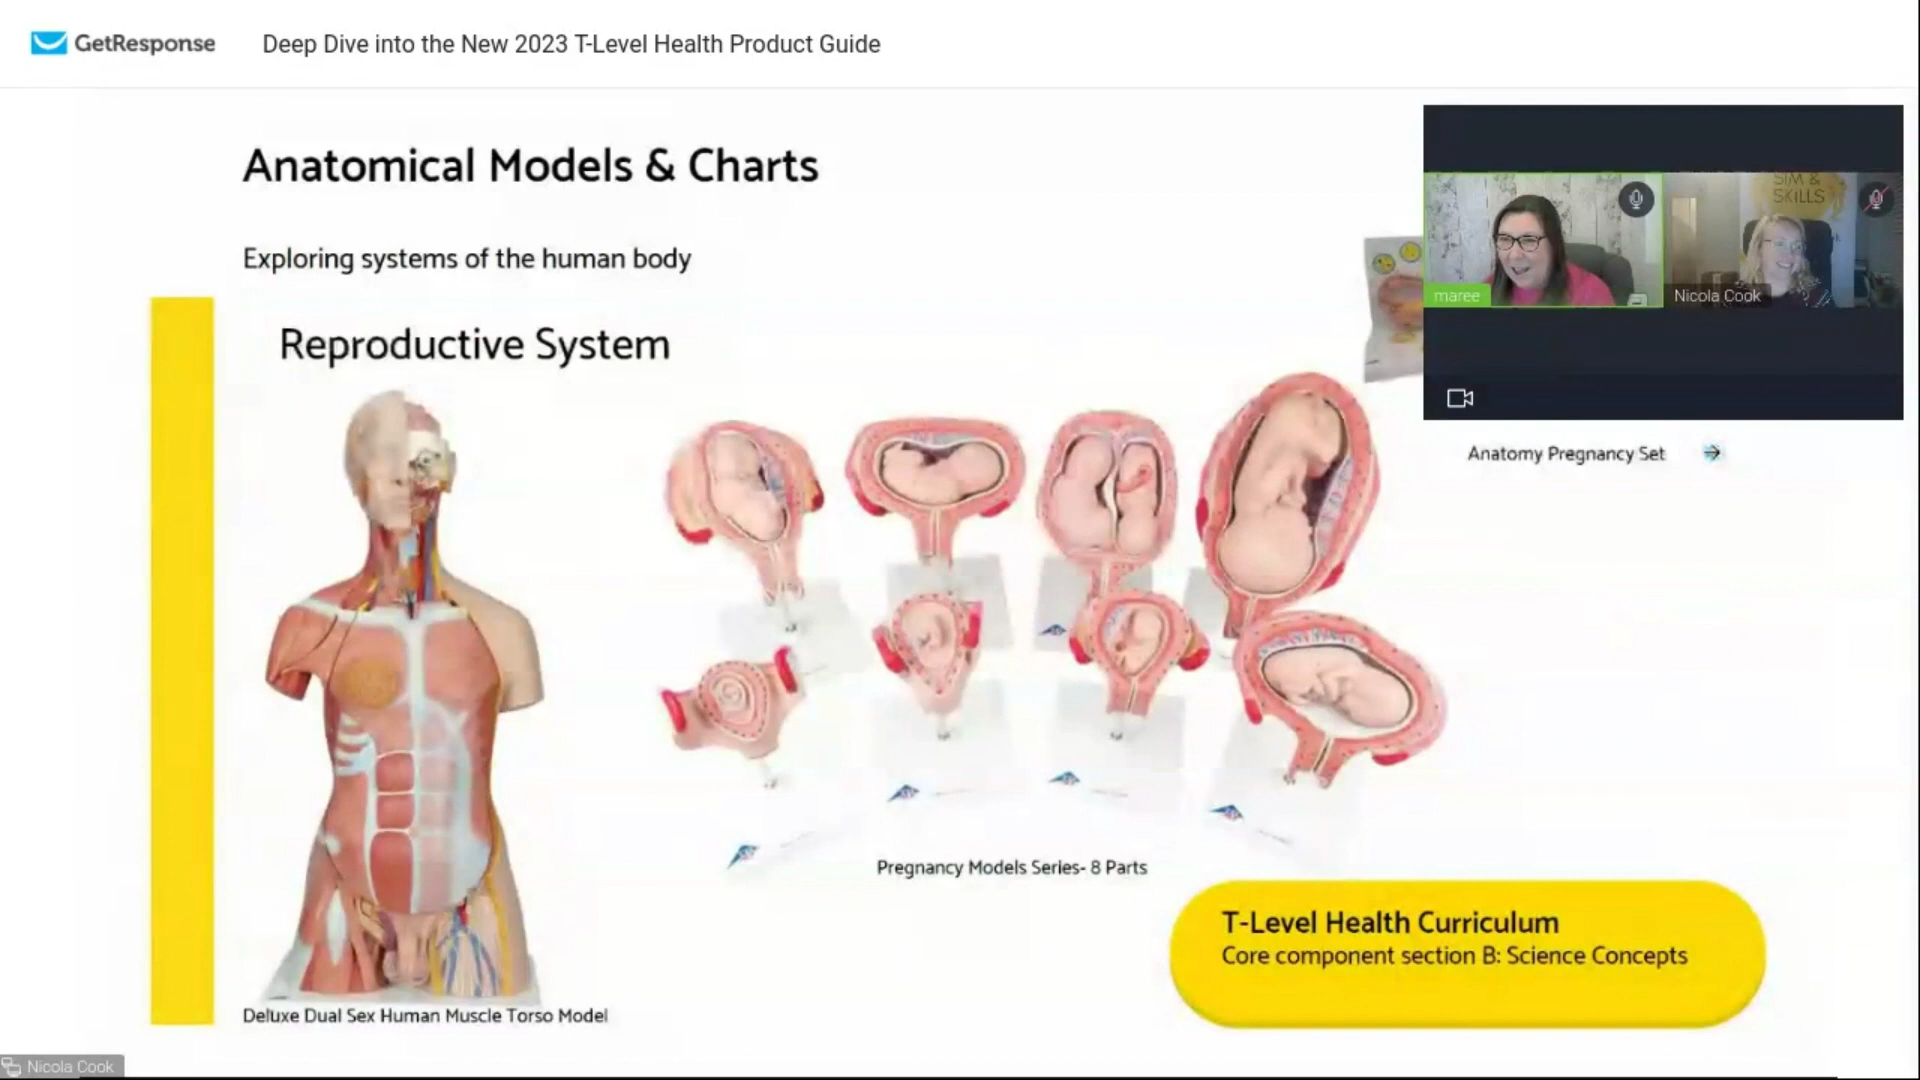 GetResponse
Deep Dive into the New 2023 T-Level Health Product Guide
Anatomical Models & Charts
Exploring systems of the human body
Reproductive System
SIM &
SKILLS
maree
Nicola Cook
Anatomy Pregnancy Set
Pregnancy Models Series- 8 Parts
T-Level Health Curriculum
Core component section B: Science Concepts
Deluxe Dual Sex Human Muscle Torso Model
Nicola Cook